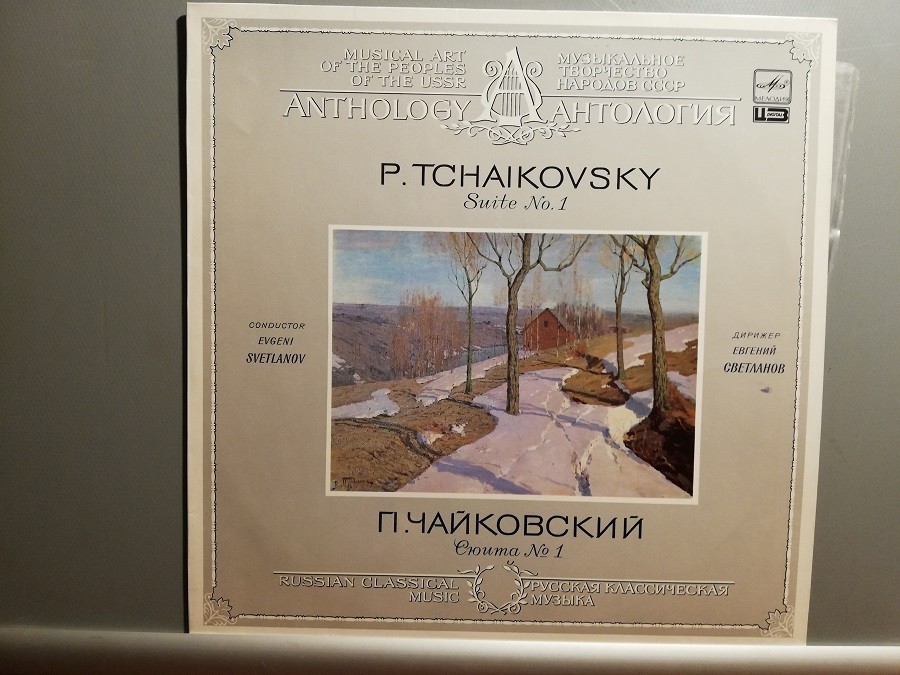 MUSICAL ART
OF THE PEOPLES
OF THE USSR
МУЗЫКАЛЬНОЕ
ТВОРЧЕСТВО
НАРОДОВ СССР
ANTHOLOGY
АНТОЛОГИЯ
МЕЛОДИЯ
DIGITAL
P. TCHAIKOVSKY
Suite No. 1
CONDUCTOR
EVGENI
SVETLANOV
ДИРИЖЕР
ЕВГЕНИЙ
СВЕТЛАНОВ
П. ЧАЙКОВСКИЙ
Сюита № 1
RUSSIAN CLASSICAL
MUSIC
РУССКАЯ КЛАССИЧЕСКАЯ
МУЗЫКА